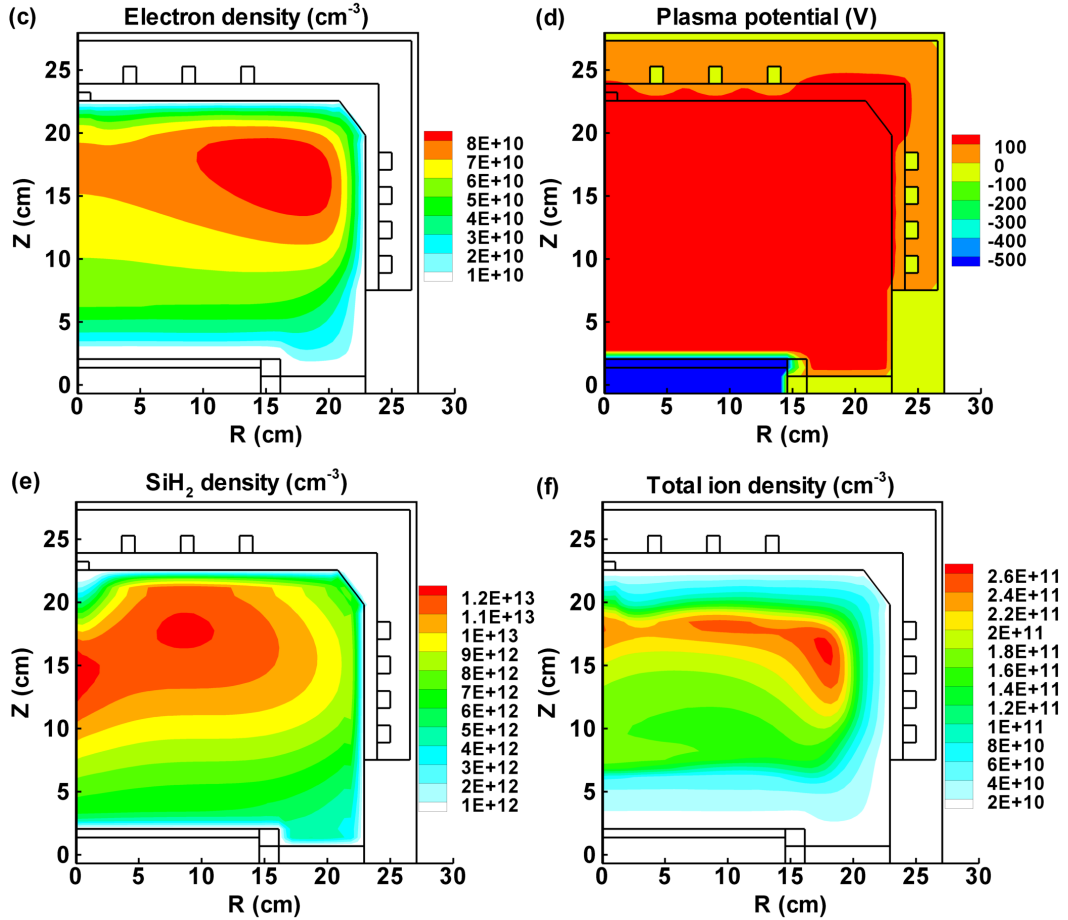 (c) Electron density (cm⁻³)
25
20
15
10
5
0
Z (cm)
0 5 10 15 20 25 30
R (cm)
8E+10
7E+10
6E+10
5E+10
4E+10
3E+10
2E+10
1E+10
(d) Plasma potential (V)
25
20
15
10
5
0
Z (cm)
0 5 10 15 20 25 30
R (cm)
100
0
-100
-200
-300
-400
-500
(e) SiH₂ density (cm⁻³)
25
20
15
10
5
0
Z (cm)
0 5 10 15 20 25 30
R (cm)
1.2E+13
1.1E+13
1E+13
9E+12
8E+12
7E+12
6E+12
5E+12
4E+12
3E+12
2E+12
1E+12
(f) Total ion density (cm⁻³)
25
20
15
10
5
0
Z (cm)
0 5 10 15 20 25 30
R (cm)
2.6E+11
2.4E+11
2.2E+11
2E+11
1.8E+11
1.6E+11
1.4E+11
1.2E+11
1E+11
8E+10
6E+10
4E+10
2E+10